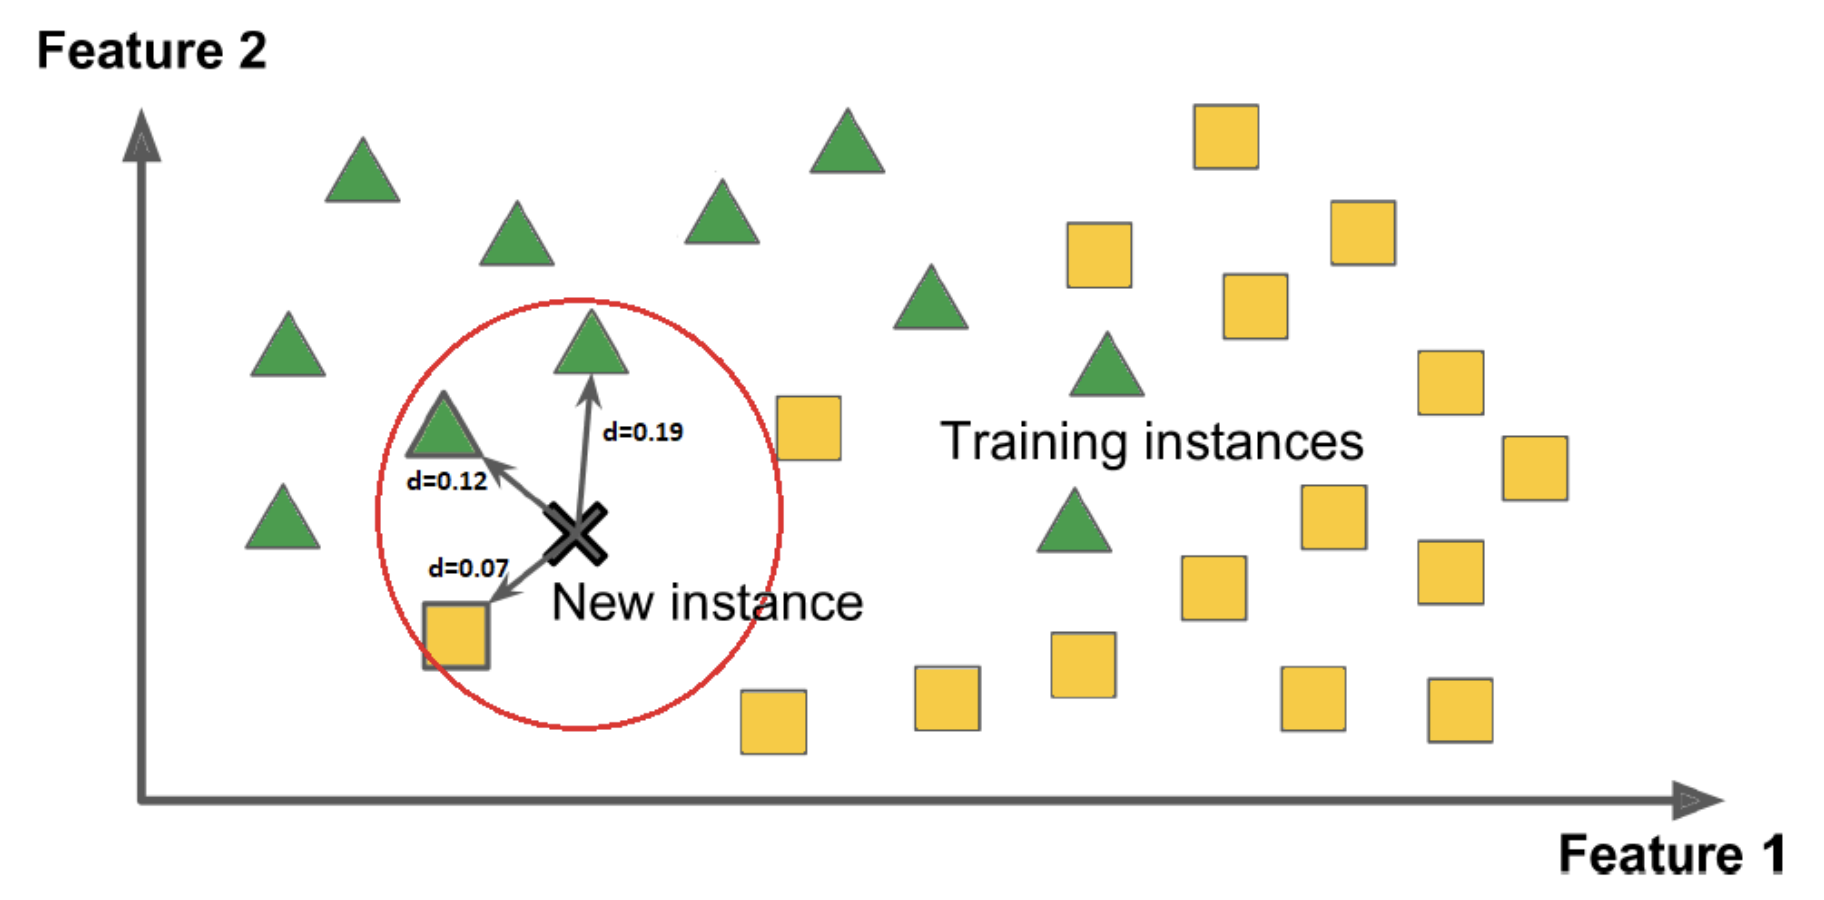 Feature 2
d=0.19
Training instances
d=0.12
d=0.07
New instance
Feature 1